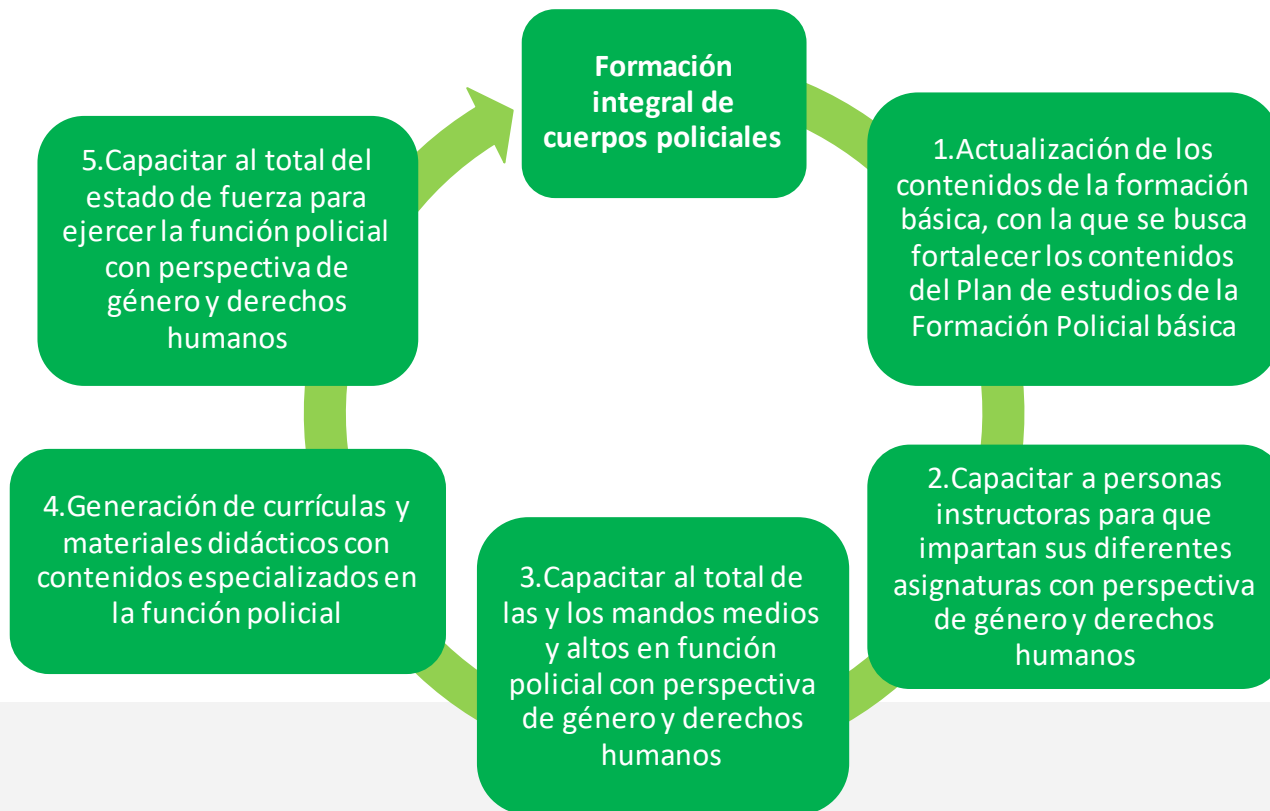 Formación
integral de
cuerpos policiales
1.Actualización de los
contenidos de la formación
básica, con la que se busca
fortalecer los contenidos
del Plan de estudios de la
Formación Policial básica
2.Capacitar a personas
instructoras para que
impartan sus diferentes
asignaturas con perspectiva
de género y derechos
humanos
3.Capacitar al total de
las y los mandos medios
y altos en función
policial con perspectiva
de género y derechos
humanos
4.Generación de currículas y
materiales didácticos con
contenidos especializados en
la función policial
5.Capacitar al total del
estado de fuerza para
ejercer la función policial
con perspectiva de
género y derechos
humanos